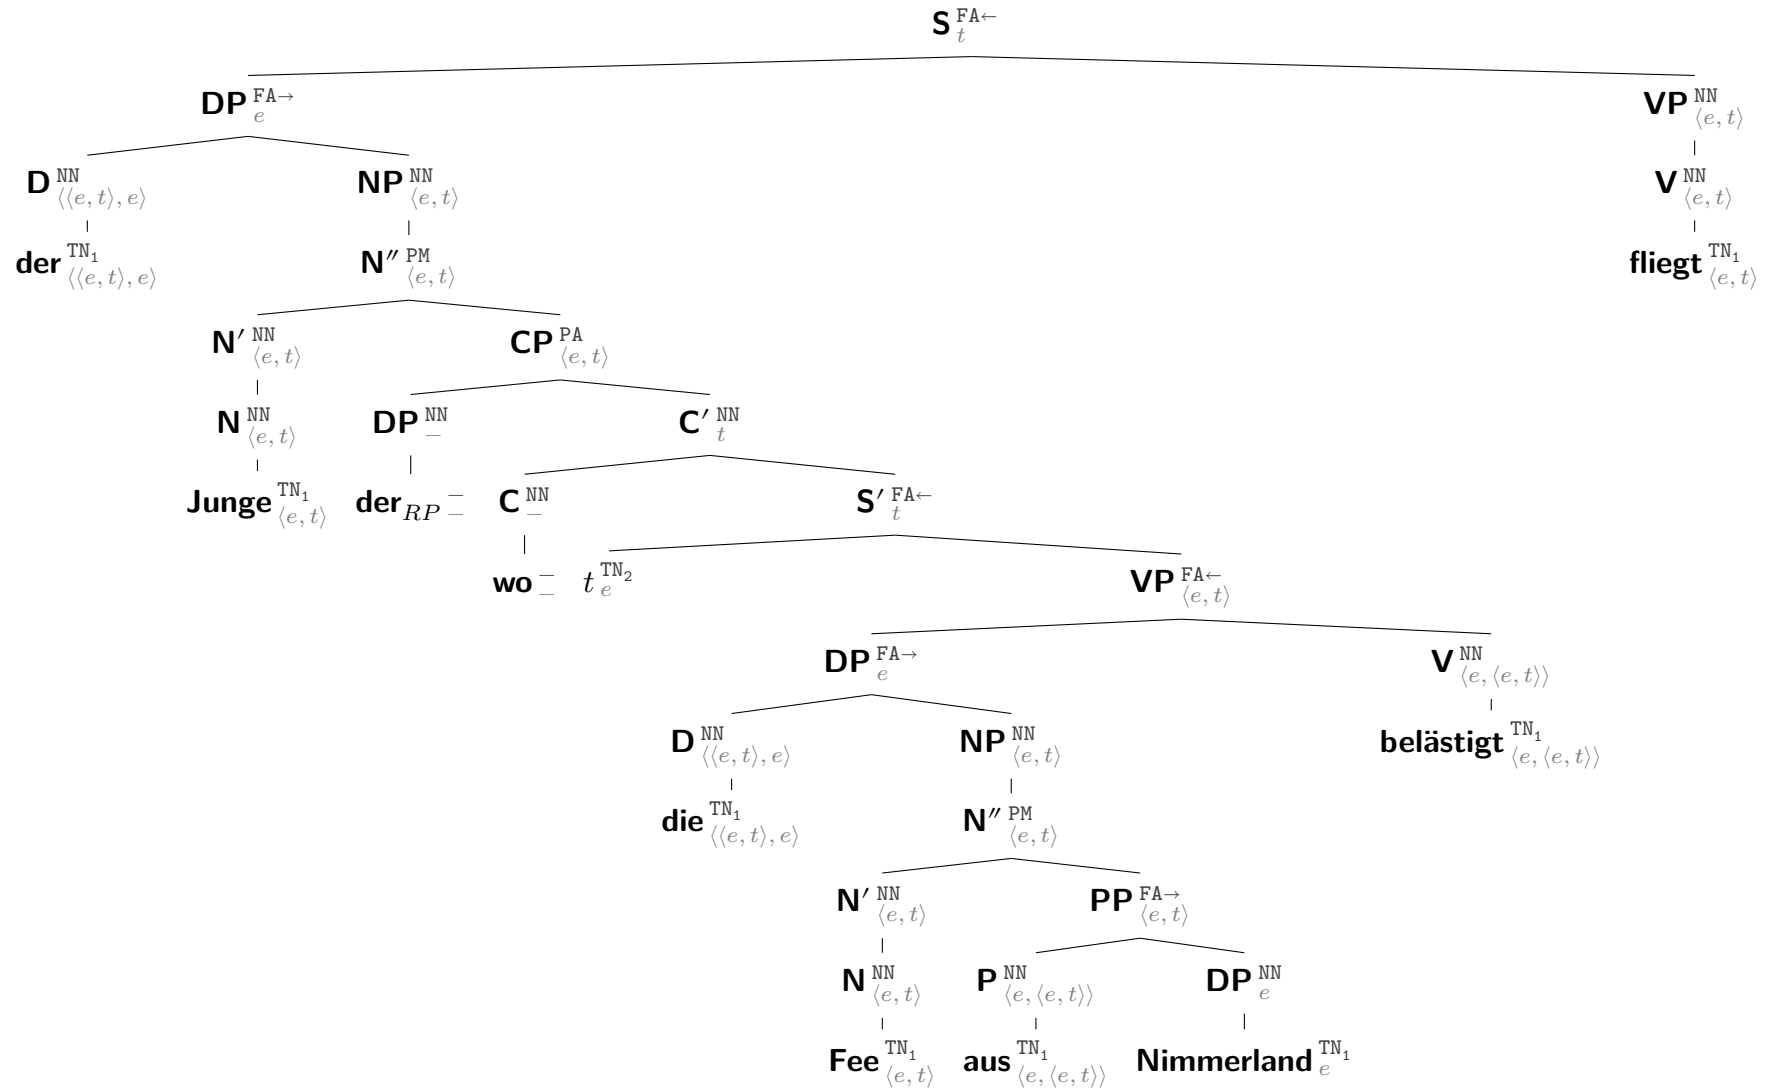 S FA← t
DP FA→ e VP NN ⟨e, t⟩
D NN ⟨⟨e, t⟩, e⟩ NP NN ⟨e, t⟩ V NN ⟨e, t⟩
der TN₁ ⟨⟨e, t⟩, e⟩ N″ PM ⟨e, t⟩ fliegt TN₁ ⟨e, t⟩
N′ NN ⟨e, t⟩ CP PA ⟨e, t⟩
N NN ⟨e, t⟩ DP NN – C′ NN t
Junge TN₁ ⟨e, t⟩ der RP – – C NN – S′ FA← t
wo – – t TN₂ e VP FA← ⟨e, t⟩
DP FA→ e V NN ⟨e, ⟨e, t⟩⟩
D NN ⟨⟨e, t⟩, e⟩ NP NN ⟨e, t⟩ belästigt TN₁ ⟨e, ⟨e, t⟩⟩
die TN₁ ⟨⟨e, t⟩, e⟩ N″ PM ⟨e, t⟩
N′ NN ⟨e, t⟩ PP FA→ ⟨e, t⟩
N NN ⟨e, t⟩ P NN ⟨e, ⟨e, t⟩⟩ DP NN e
Fee TN₁ ⟨e, t⟩ aus TN₁ ⟨e, ⟨e, t⟩⟩ Nimmerland TN₁ e